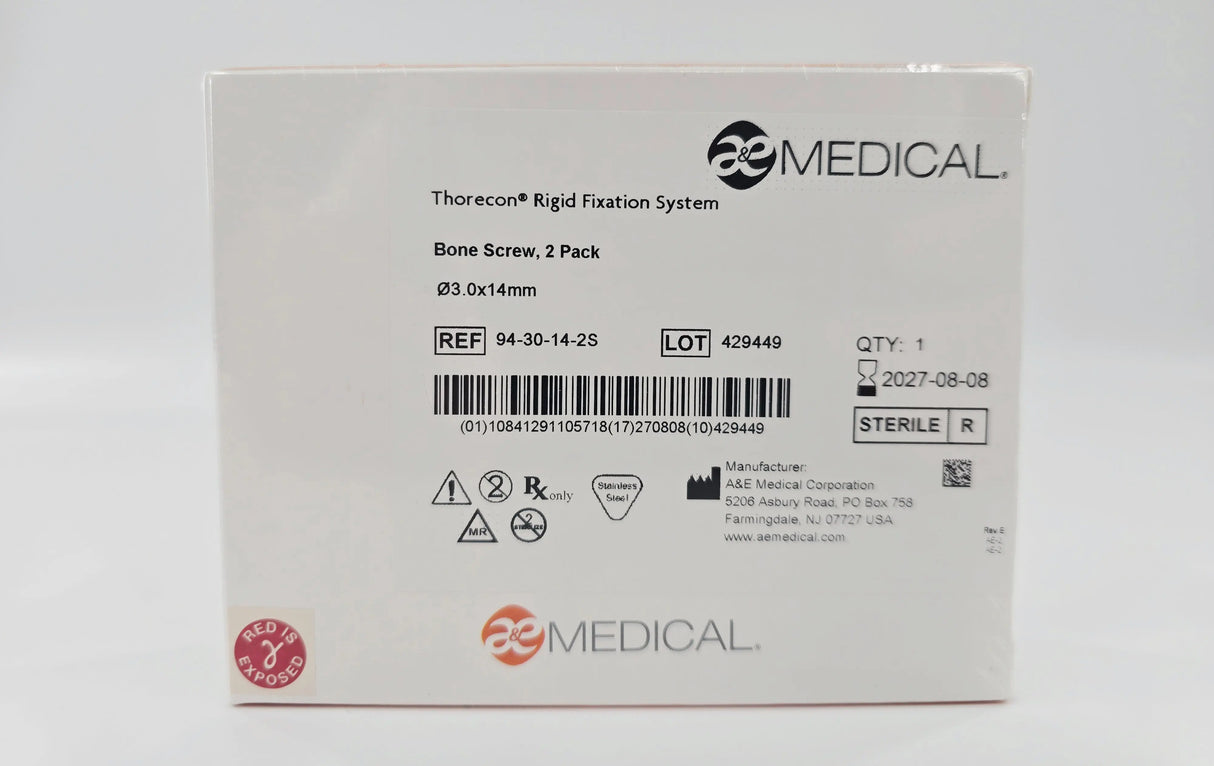 a&e MEDICAL®
Thorecon® Rigid Fixation System
Bone Screw, 2 Pack
Ø3.0x14mm
REF 94-30-14-2S LOT 429449
QTY: 1
2027-08-08
(01)10841291105718(17)270808(10)429449
STERILE R
2 Rx only Stainless Steel
MR
Manufacturer:
A&E Medical Corporation
5206 Asbury Road, PO Box 758
Farmingdale, NJ 07727 USA
www.aemedical.com
Rev. E
a&e MEDICAL®
RED IS γ EXPOSED